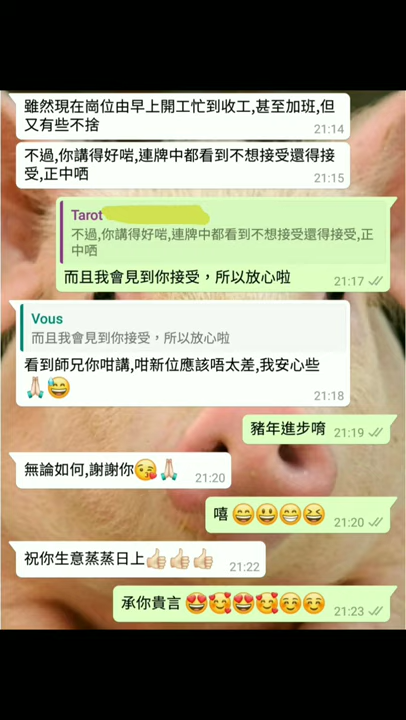 雖然現在崗位由早上開工忙到收工,甚至加班,但
又有些不捨
21:14
不過,你講得好啱,連牌中都看到不想接受還得接
受,正中哂
21:15
Tarot
不過,你講得好啱,連牌中都看到不想接受還得接受,正
中哂
而且我會見到你接受，所以放心啦
21:17
Vous
而且我會見到你接受，所以放心啦
看到師兄你咁講,咁新位應該唔太差,我安心些
🙏🏻😅
21:18
豬年進步唷
21:19
無論如何,謝謝你😘🙏🏻
21:20
嘻 😄😃😁😆
21:20
祝你生意蒸蒸日上👍🏻👍🏻👍🏻
21:22
承你貴言 😍🥰😍🥰☺️☺️
21:23